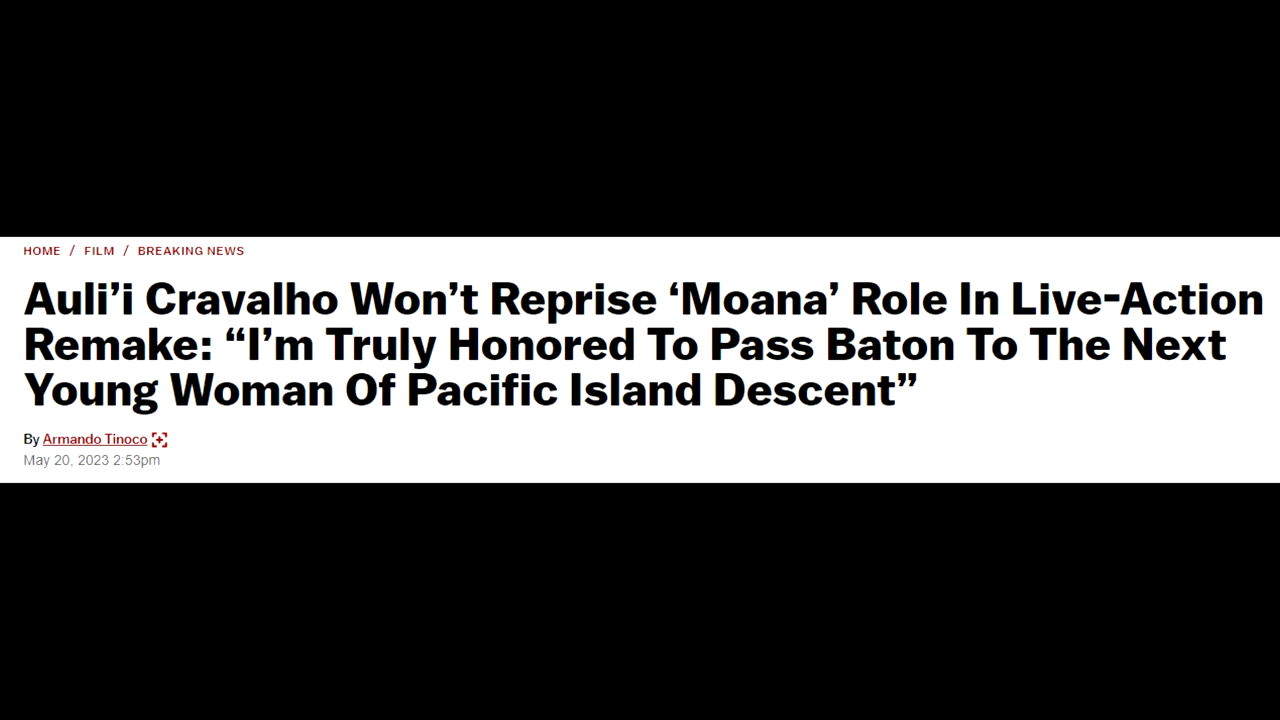 HOME / FILM / BREAKING NEWS
Auli’i Cravalho Won’t Reprise ‘Moana’ Role In Live-Action
Remake: “I’m Truly Honored To Pass Baton To The Next
Young Woman Of Pacific Island Descent”
By Armando Tinoco
May 20, 2023 2:53pm